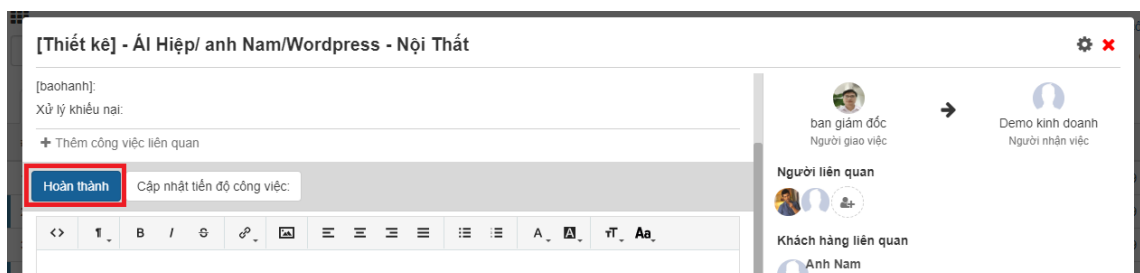 [Thiết kê] - ÁI Hiệp/ anh Nam/Wordpress - Nội Thất
[baohanh]:
Xử lý khiếu nại:
+ Thêm công việc liên quan
Hoàn thành
Cập nhật tiến độ công việc:
B I S A A TT Aa
ban giám đốc
Người giao việc
Demo kinh doanh
Người nhận việc
Người liên quan
Khách hàng liên quan
Anh Nam